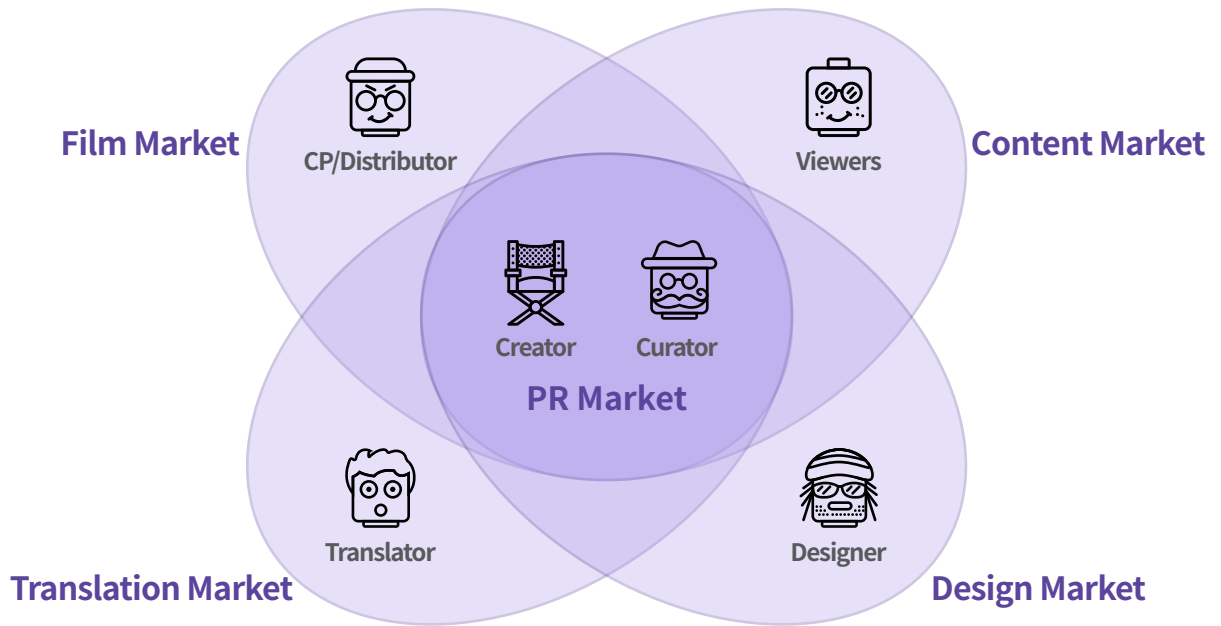 Film Market
CP/Distributor
Viewers
Content Market
Creator
Curator
PR Market
Translator
Designer
Translation Market
Design Market